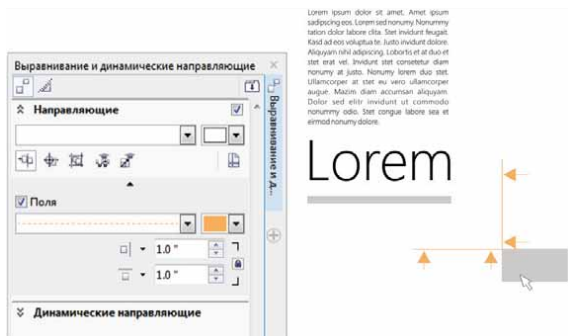 Lorem ipsum dolor sit amet. Amet ipsum
sadipscing eos. Lorem sed nonumy. Nonummy
tation dolor labore clita. Stet invidunt feugait.
Kasd ad eos voluptua te. Justo invidunt dolore.
Aliquyam nihil adipiscing. Lobortis et at duo et
stet erat vel. Invidunt stet consetetur diam
nonumy at justo. Nonumy lorem duo stet.
Ullamcorper at stet eu vero ullamcorper
augue. Mazim diam accumsan aliquyam.
Dolor sed elitr invidunt ut commodo
nonummy odio. Stet congue labore sea et
eirmod nonumy dolore.
Выравнивание и динамические направляющие
Направляющие
Поля
1.0 "
1.0 "
Динамические направляющие
Выравнивание и д...
Lorem